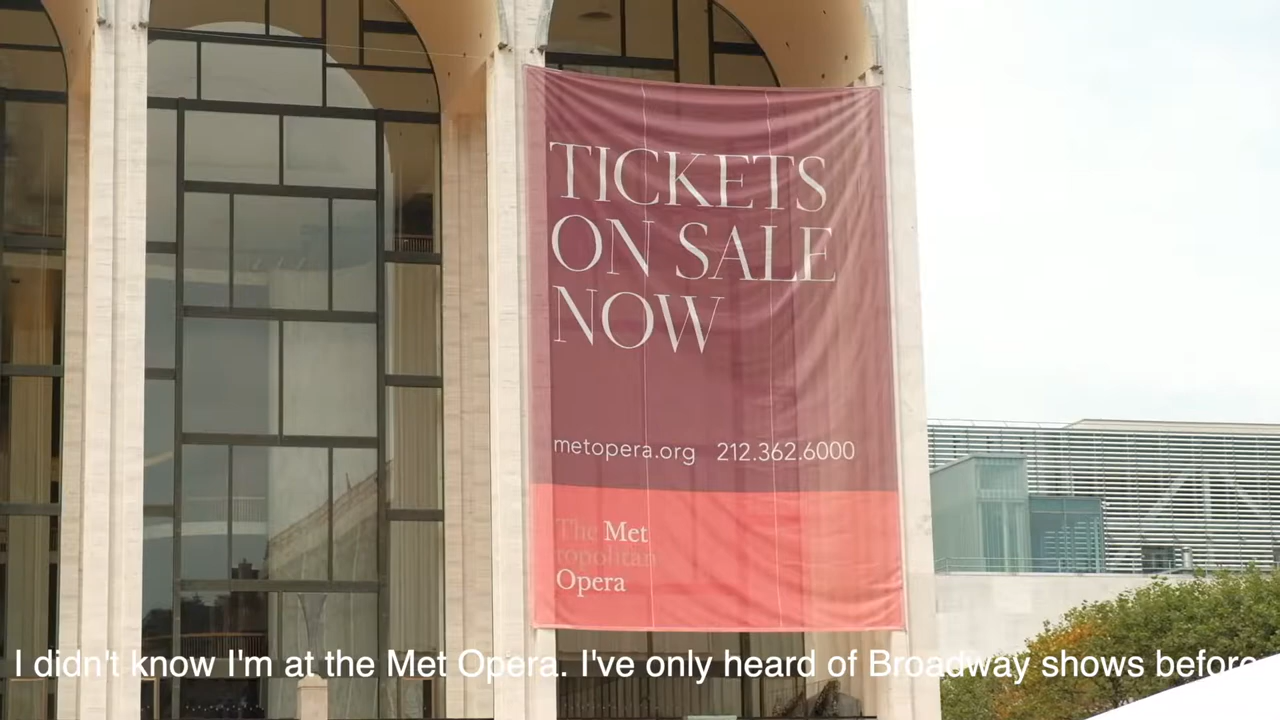 TICKETS
ON SALE
NOW
metopera.org 212.362.6000
The Met
ropolitan
Opera
I didn't know I'm at the Met Opera. I've only heard of Broadway shows before